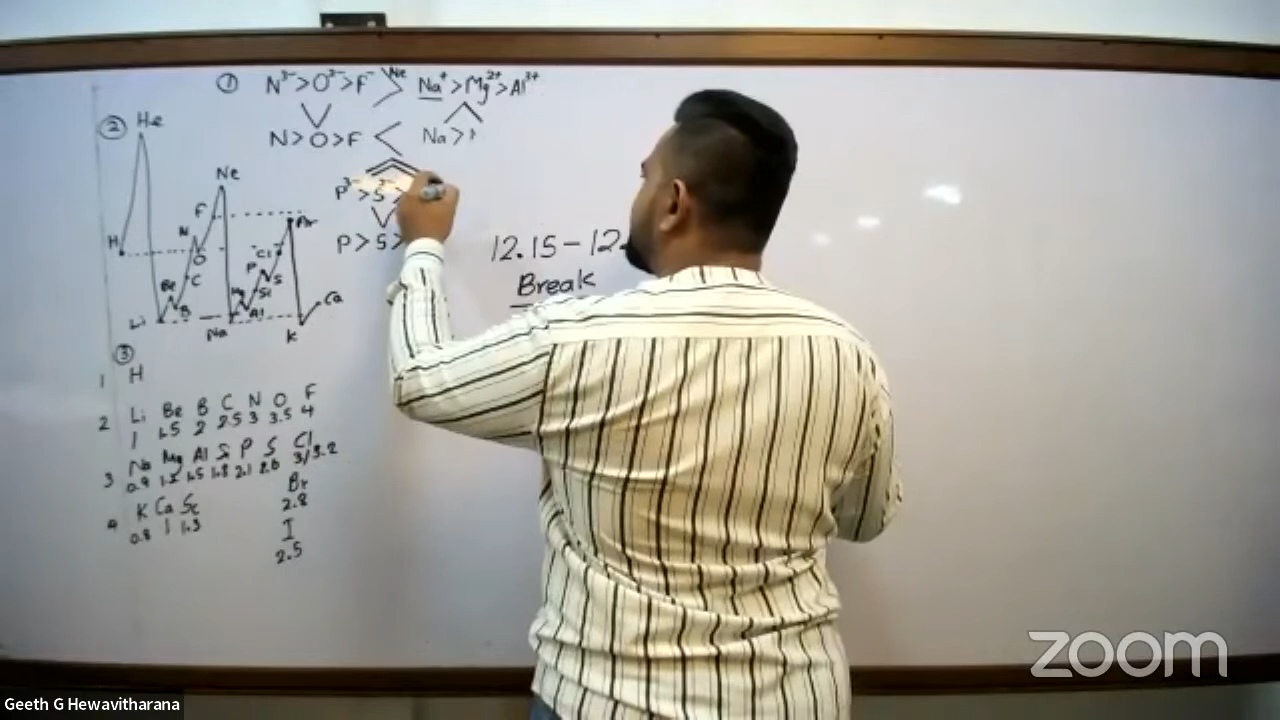 ① N³⁻ > O²⁻ > F⁻ > Ne Na⁺ > Mg²⁺ > Al³⁺
N > O > F < Na >
P³⁻ > S²⁻ >
P > S >
12.15 – 12.
Break
② He
Ne
F
N
H
O
Ar
Cl
P
S
C
Be
B
Li
Mg
Si
Al
Na
K
Ca
③
1 H
2 Li Be B C N O F
1 1.5 2 2.5 3 3.5 4
3 Na Mg Al Si P S Cl
0.9 1.2 1.5 1.8 2.1 3/3.2
Br
2.8
4 K Ca Sc
0.8 1 1.3
I
2.5
zoom
Geeth G Hewavitharana